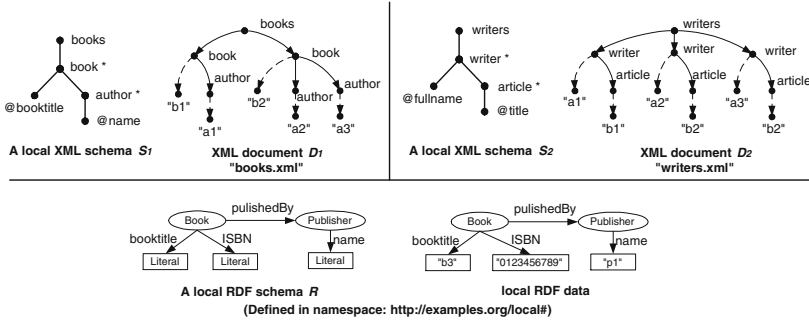 books
book *
@booktitle
author *
@name
A local XML schema S1
book
book
author
author
author
"b1"
"a1"
"b2"
"a2"
"a3"
XML document D1
"books.xml"
writers
writer *
@fullname
article *
@title
A local XML schema S2
writers
writer
writer
writer
article
article
article
"a1"
"b1"
"a2"
"b2"
"a3"
"b2"
XML document D2
"writers.xml"
Book
pulishedBy
Publisher
booktitle
ISBN
name
Literal
Literal
Literal
A local RDF schema R
Book
pulishedBy
Publisher
booktitle
ISBN
name
"b3"
"0123456789"
"p1"
local RDF data
(Defined in namespace: http://examples.org/local#)